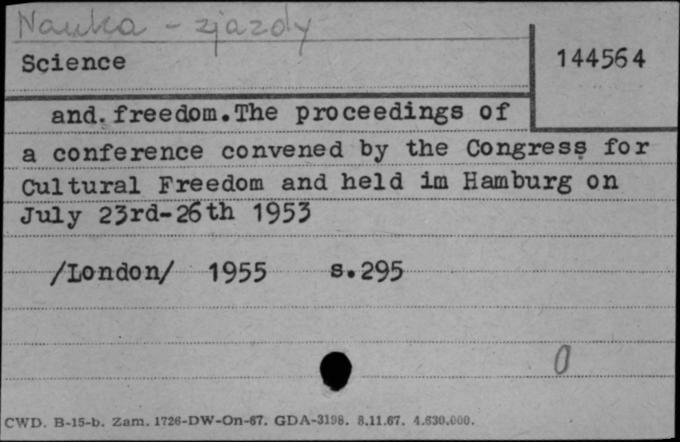 Nauka - zjazdy
Science
144564
and.freedom.The proceedings of
a conference convened by the Congress for
Cultural Freedom and held im Hamburg on
July 23rd-26th 1953
/London/ 1955 s.295
0
CWD. B-15-b. Zam. 1726-DW-On-67. GDA-3198. 8.11.67. 4.630.000.